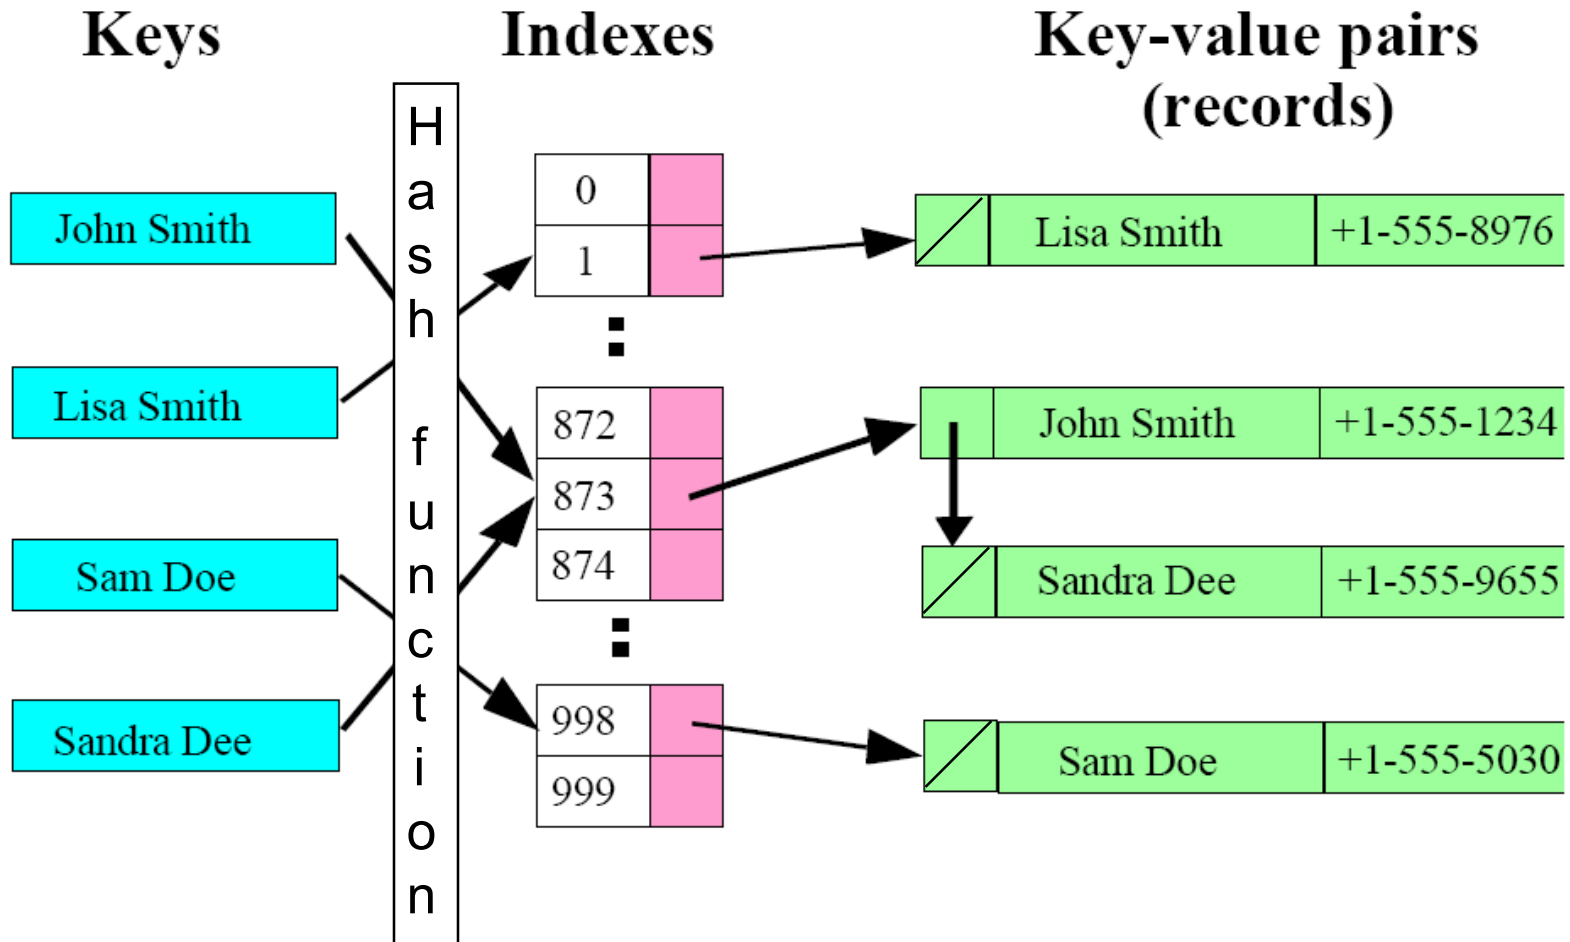 Keys
Indexes
Key-value pairs
(records)
Hash function
John Smith
Lisa Smith
Sam Doe
Sandra Dee
0
1
872
873
874
998
999
Lisa Smith +1-555-8976
John Smith +1-555-1234
Sandra Dee +1-555-9655
Sam Doe +1-555-5030